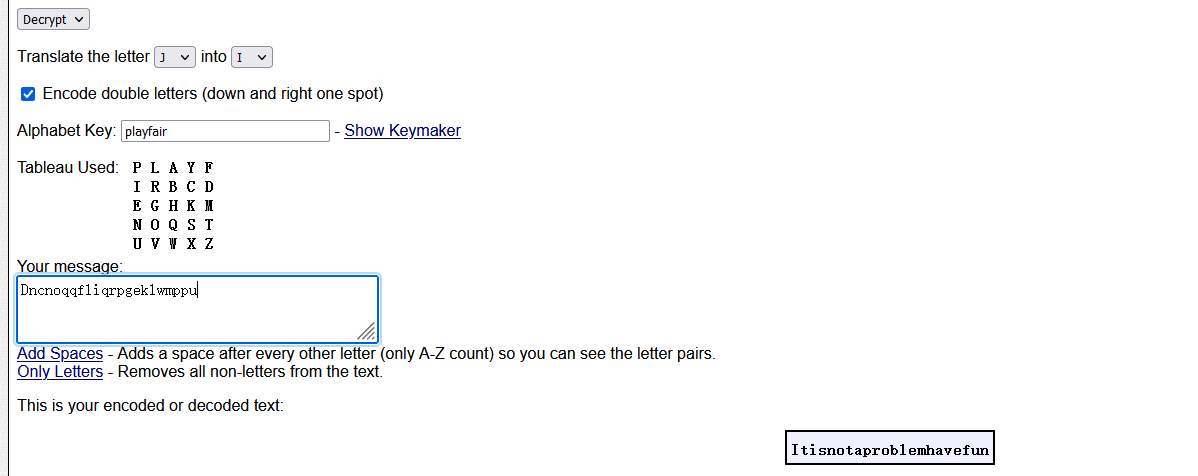 Decrypt
Translate the letter J into I
Encode double letters (down and right one spot)
Alphabet Key: playfair - Show Keymaker
Tableau Used: P L A Y F
I R B C D
E G H K M
N O Q S T
U V W X Z
Your message:
Dncnoqqfliqrpgeklwmppu
Add Spaces - Adds a space after every other letter (only A-Z count) so you can see the letter pairs.
Only Letters - Removes all non-letters from the text.
This is your encoded or decoded text:
Itisnotaproblemhavefun